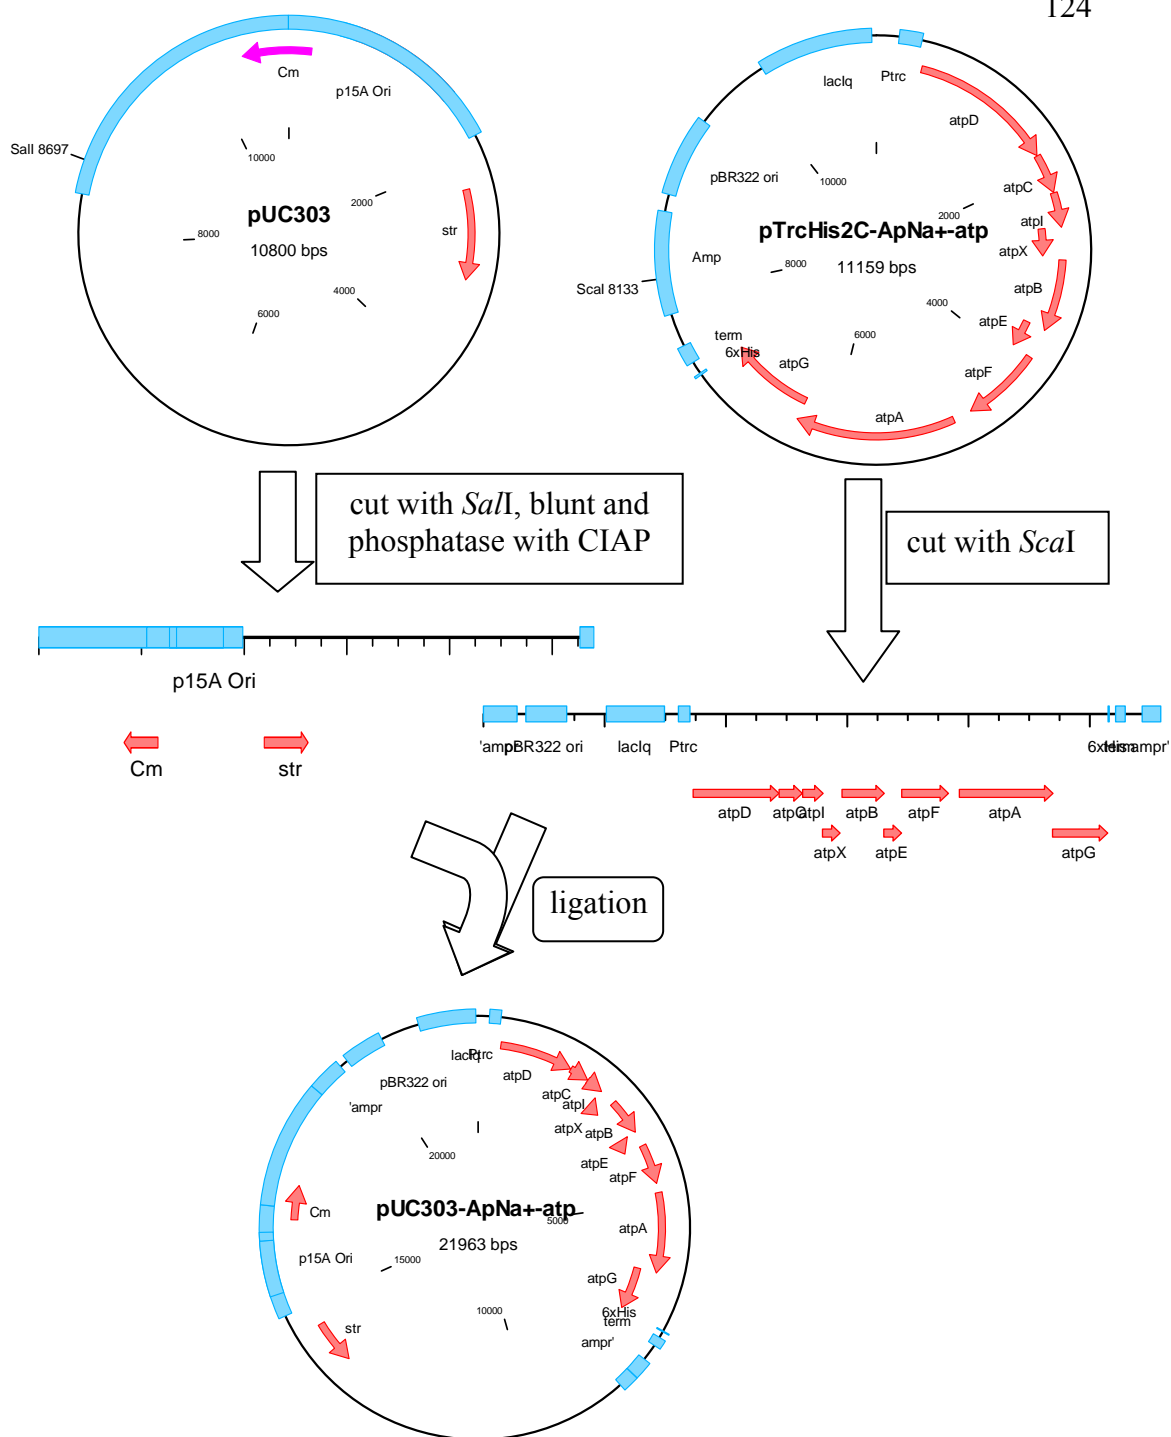 124
Cm
p15A Ori
SalI 8697
10000
2000
pUC303
10800 bps
8000
str
4000
6000
lacIq
Ptrc
atpD
pBR322 ori
10000
atpC
2000
atpI
pTrcHis2C-ApNa+-atp
11159 bps
atpX
Amp
8000
atpB
ScaI 8133
4000
atpE
term
6xHis
6000
atpG
atpF
atpA
cut with SalI, blunt and
phosphatase with CIAP
cut with ScaI
p15A Ori
Cm
str
'ampr
pBR322 ori
lacIq
Ptrc
6xHis
term
ampr'
atpD
atpC
atpI
atpB
atpF
atpA
atpX
atpE
atpG
ligation
lacIq
Ptrc
atpD
pBR322 ori
atpC
'ampr
atpI
atpX
atpB
20000
atpE
atpF
Cm
pUC303-ApNa+-atp
5000
atpA
21963 bps
p15A Ori
15000
atpG
10000
6xHis
term
str
ampr'